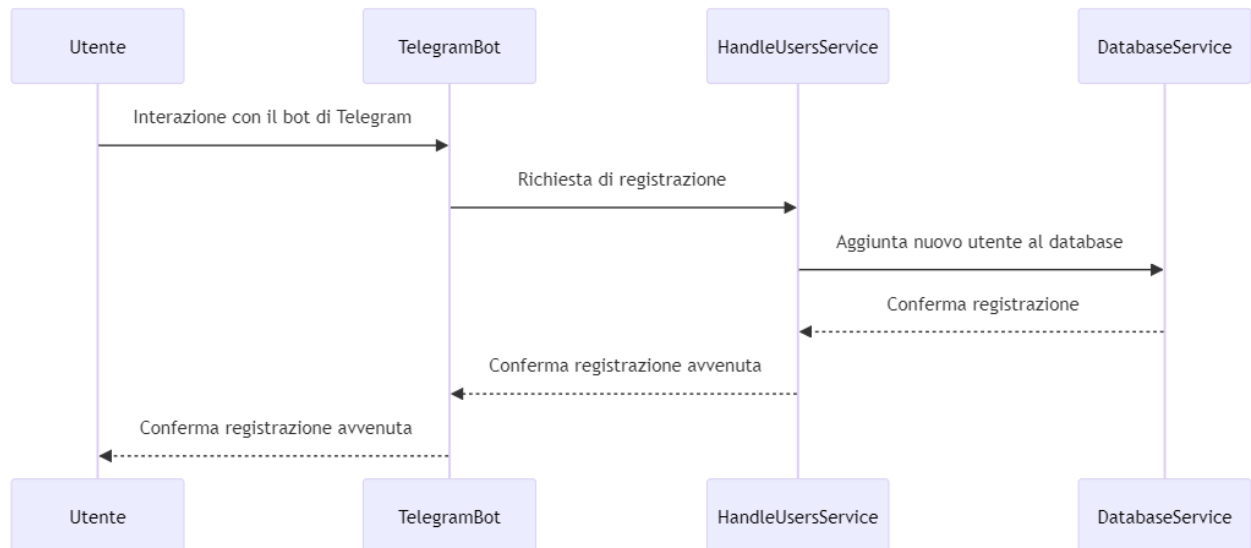 Utente
TelegramBot
HandleUsersService
DatabaseService
Interazione con il bot di Telegram
Richiesta di registrazione
Aggiunta nuovo utente al database
Conferma registrazione
Conferma registrazione avvenuta
Conferma registrazione avvenuta
Utente
TelegramBot
HandleUsersService
DatabaseService